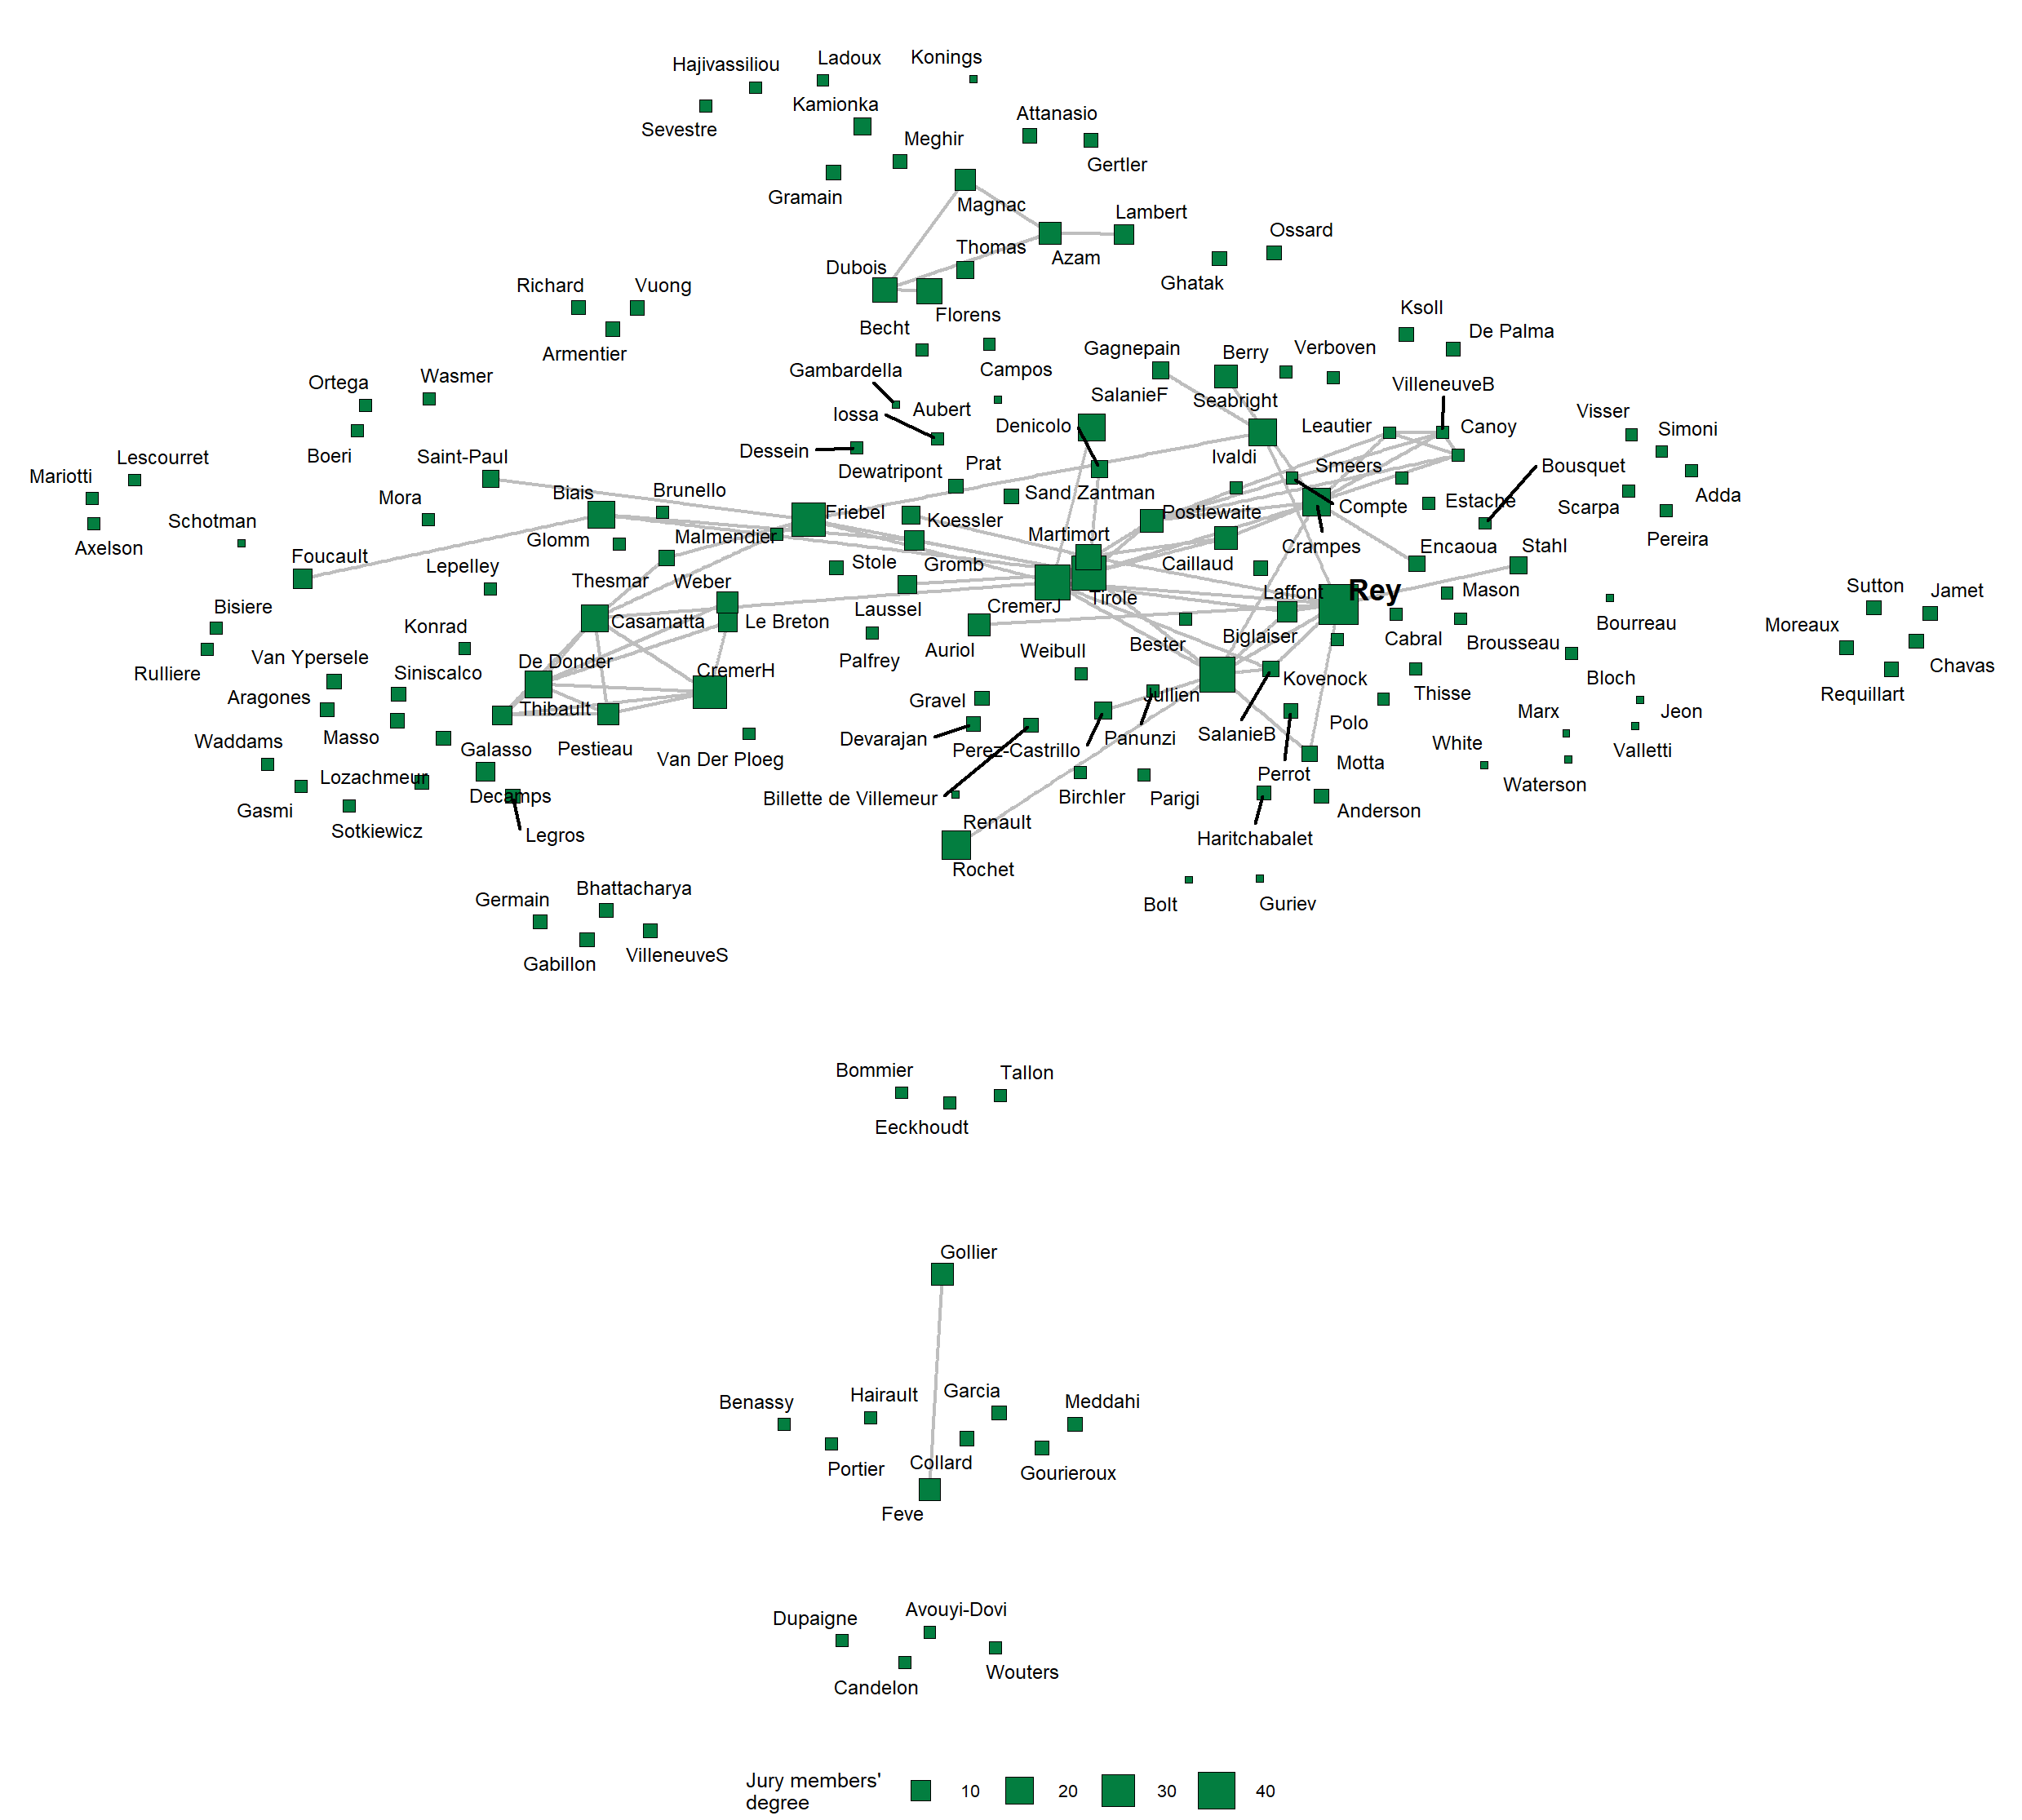 Konings
Ladoux
Hajivassiliou
Kamionka
Attanasio
Sevestre
Meghir
Gertler
Gramain
Magnac
Lambert
Ossard
Thomas
Azam
Dubois
Ghatak
Richard
Vuong
Ksoll
Florens
Becht
De Palma
Armentier
Gagnepain
Berry
Verboven
Gambardella
Campos
Wasmer
Ortega
VilleneuveB
SalanieF
Seabright
Iossa
Aubert
Visser
Denicolo
Leautier
Canoy
Simoni
Dessein
Boeri
Lescourret
Saint-Paul
Ivaldi
Prat
Smeers
Bousquet
Mariotti
Dewatripont
Brunello
Biais
Sand Zantman
Adda
Mora
Estache
Compte
Scarpa
Friebel
Postlewaite
Schotman
Koessler
Martimort
Malmendier
Glomm
Pereira
Axelson
Crampes
Encaoua
Stahl
Foucault
Stole
Gromb
Caillaud
Lepelley
Thesmar
Weber
Sutton
Rey
Mason
Laffont
Jamet
Tirole
CremerJ
Bisiere
Laussel
Casamatta
Le Breton
Bourreau
Moreaux
Konrad
Biglaiser
Cabral
Brousseau
Bester
Auriol
Weibull
Van Ypersele
Palfrey
De Donder
Chavas
Rulliere
Siniscalco
CremerH
Kovenock
Bloch
Thisse
Jullien
Requillart
Aragones
Gravel
Thibault
Marx
Jeon
Polo
SalanieB
Masso
Waddams
Devarajan
Panunzi
White
Galasso
Pestieau
Perez-Castrillo
Valletti
Van Der Ploeg
Motta
Perrot
Lozachmeur
Waterson
Decamps
Billette de Villemeur
Birchler
Parigi
Gasmi
Anderson
Renault
Sotkiewicz
Legros
Haritchabalet
Rochet
Bhattacharya
Germain
Bolt
Guriev
VilleneuveS
Gabillon
Bommier
Tallon
Eeckhoudt
Gollier
Garcia
Hairault
Benassy
Meddahi
Collard
Portier
Gourieroux
Feve
Avouyi-Dovi
Dupaigne
Wouters
Candelon
Jury members'
degree
10
20
30
40